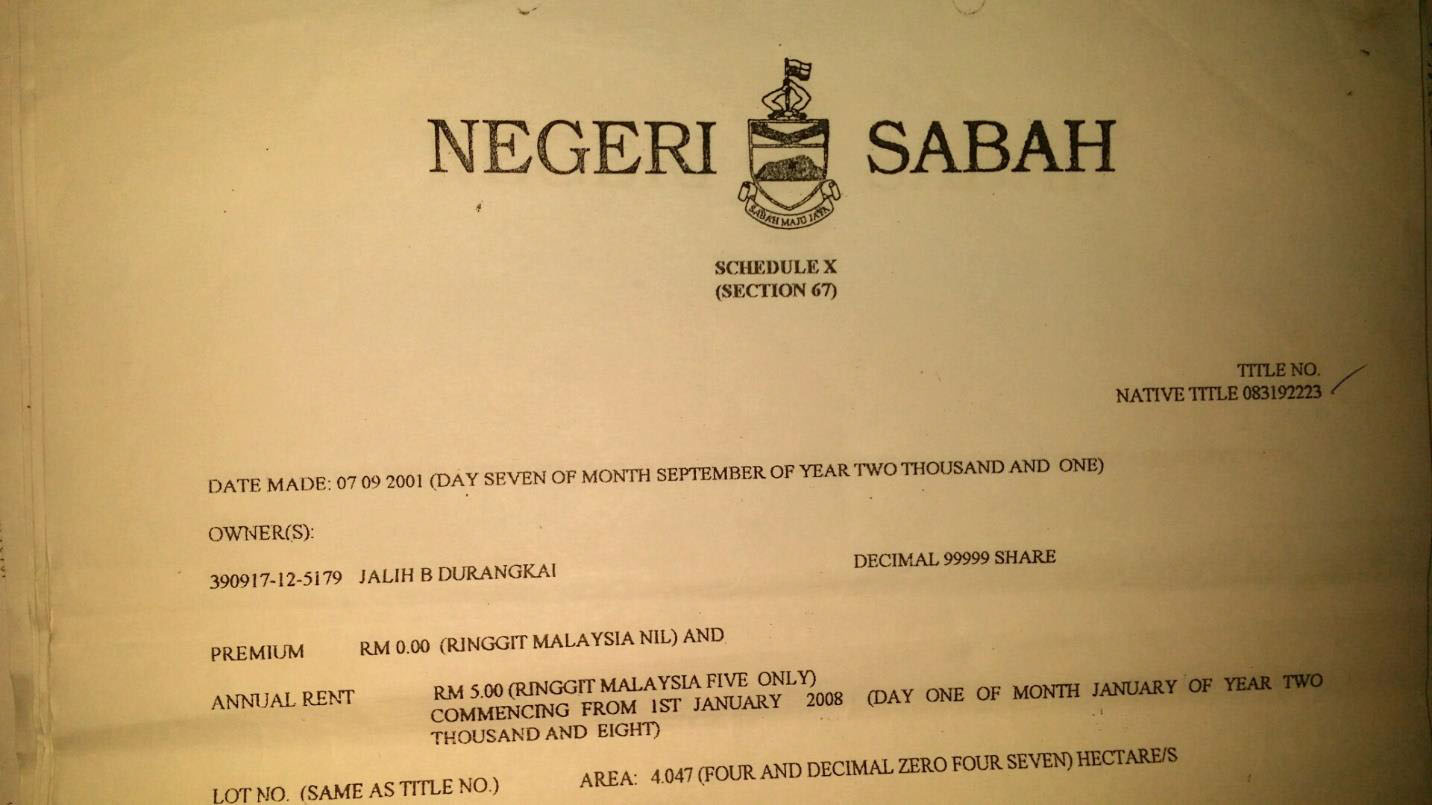 NEGERI SABAH
SABAH MAJU JAYA
SCHEDULE X
(SECTION 67)
TITLE NO.
NATIVE TITLE 083192223
DATE MADE: 07 09 2001 (DAY SEVEN OF MONTH SEPTEMBER OF YEAR TWO THOUSAND AND ONE)
OWNER(S):
390917-12-5179 JALIH B DURANGKAI DECIMAL 99999 SHARE
PREMIUM RM 0.00 (RINGGIT MALAYSIA NIL) AND
ANNUAL RENT RM 5.00 (RINGGIT MALAYSIA FIVE ONLY)
COMMENCING FROM 1ST JANUARY 2008 (DAY ONE OF MONTH JANUARY OF YEAR TWO
THOUSAND AND EIGHT)
LOT NO. (SAME AS TITLE NO.) AREA: 4.047 (FOUR AND DECIMAL ZERO FOUR SEVEN) HECTARE/S